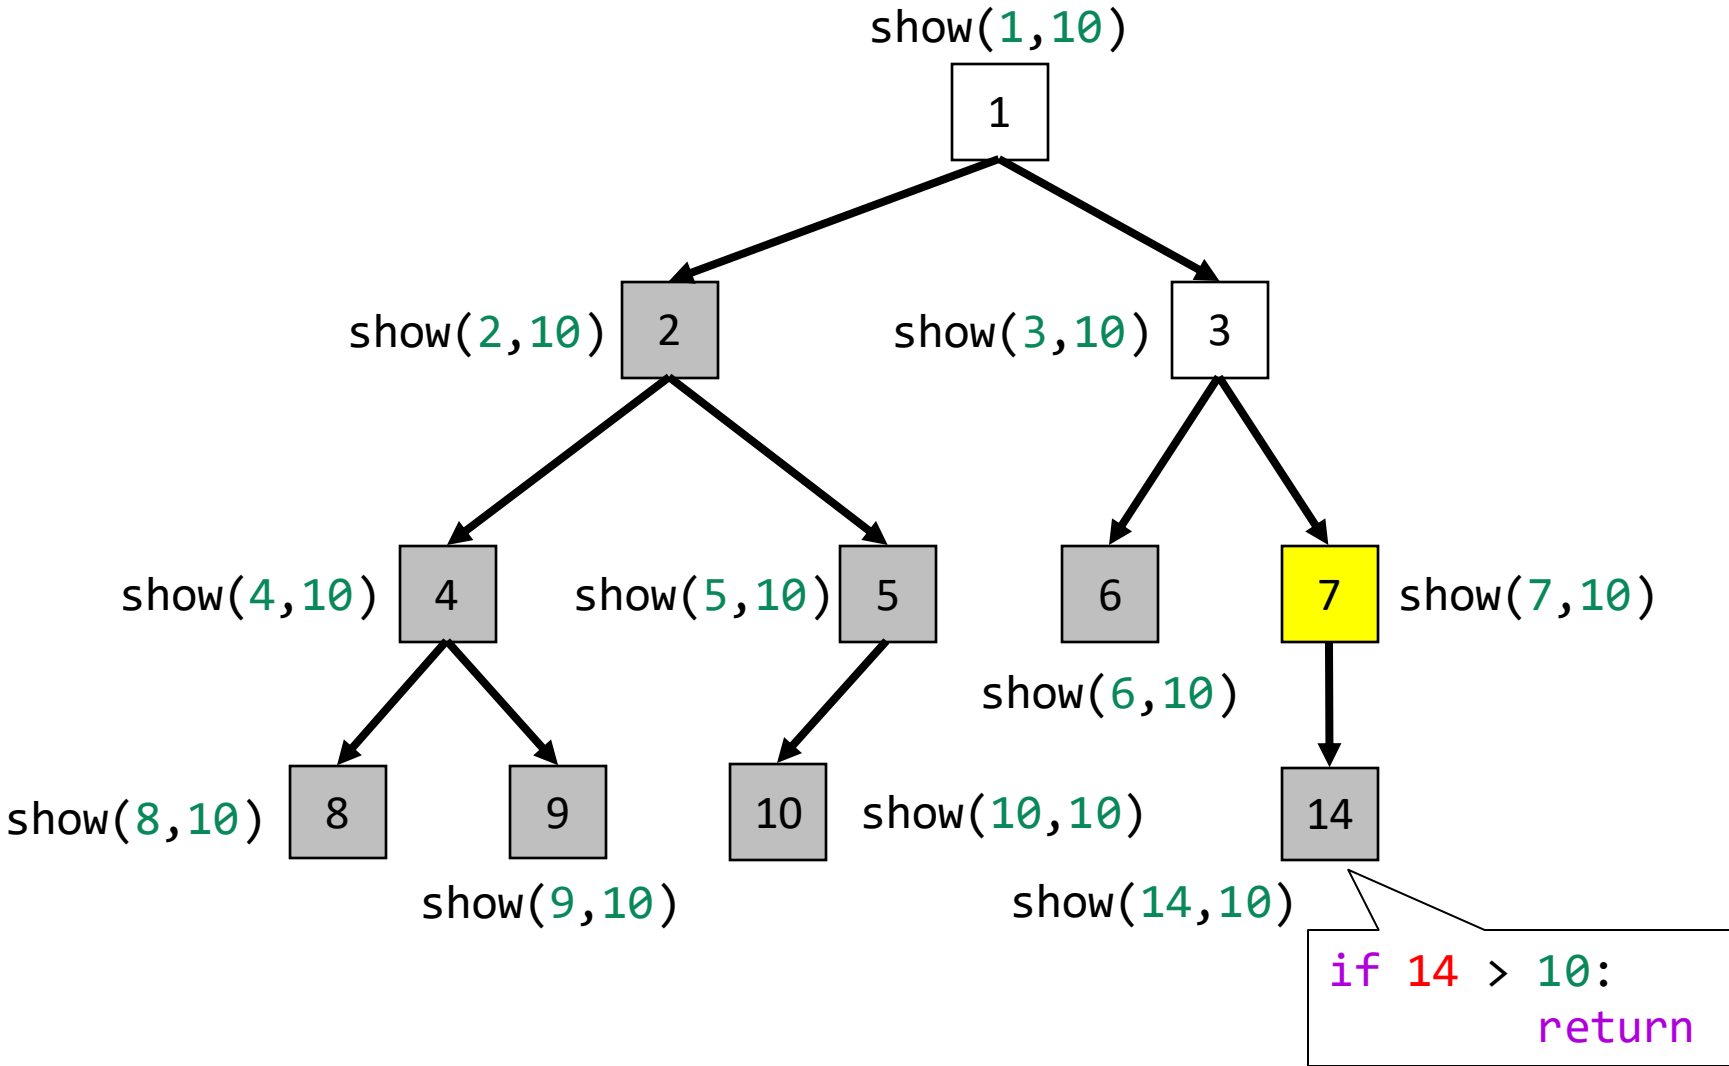 show(1,10)
1
show(2,10)
2
show(3,10)
3
show(4,10)
4
show(5,10)
5
6
7
show(7,10)
show(6,10)
show(8,10)
8
9
10
show(10,10)
14
show(9,10)
show(14,10)
if 14 > 10:
return